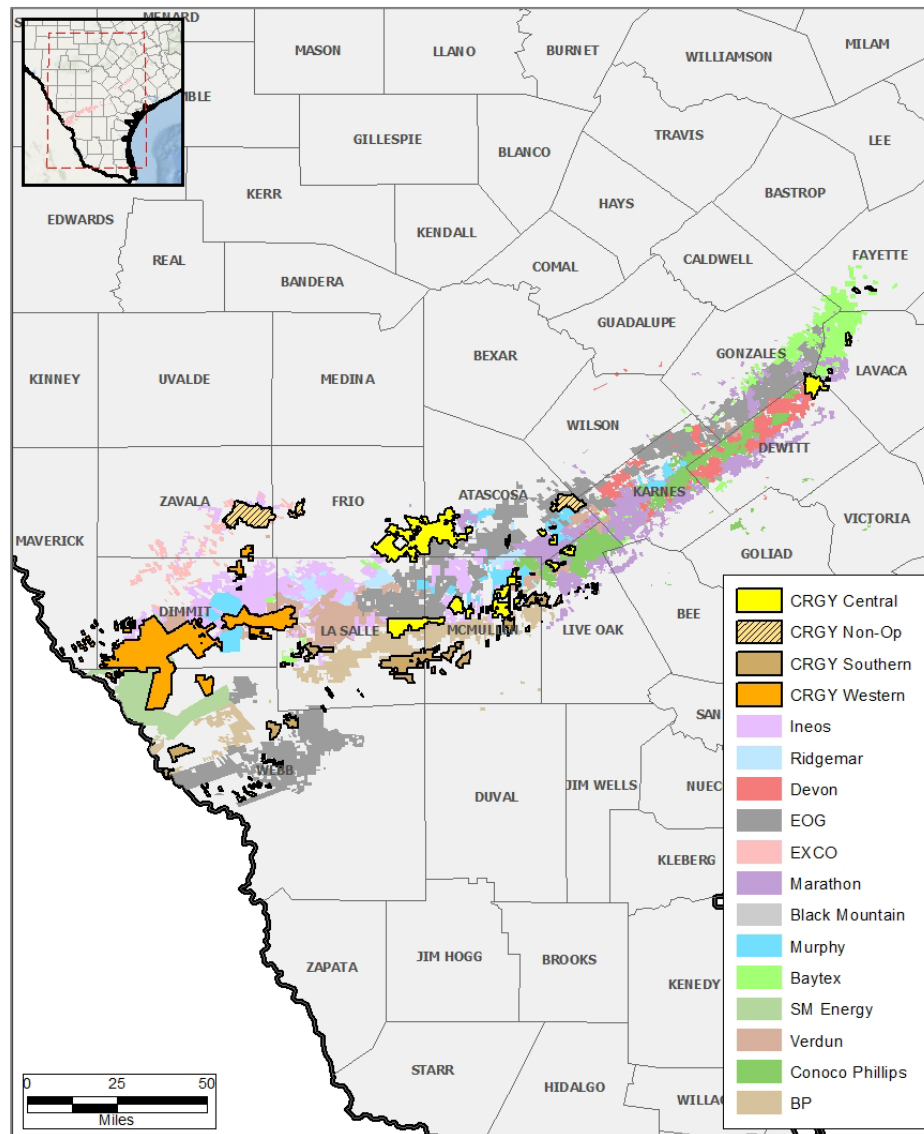 MENARD
MASON
LLANO
BURNET
WILLIAMSON
MILAM
TRAVIS
LEE
GILLESPIE
BLANCO
BASTROP
KERR
HAYS
EDWARDS
KENDALL
FAYETTE
REAL
CALDWELL
BANDERA
COMAL
GUADALUPE
BEXAR
GONZALES
LAVACA
KINNEY
UVALDE
MEDINA
WILSON
DEWITT
ZAVALA
FRIO
ATASCOSA
KARNES
MAVERICK
VICTORIA
GOLIAD
DIMMIT
LA SALLE
MCMULLEN
LIVE OAK
BEE
SAN
WEBB
DUVAL
JIM WELLS
NUEC
KLEBERG
ZAPATA
JIM HOGG
BROOKS
KENEDY
STARR
HIDALGO
WILLAC
CRGY Central
CRGY Non-Op
CRGY Southern
CRGY Western
Ineos
Ridgemar
Devon
EOG
EXCO
Marathon
Black Mountain
Murphy
Baytex
SM Energy
Verdun
Conoco Phillips
BP
0 25 50
Miles